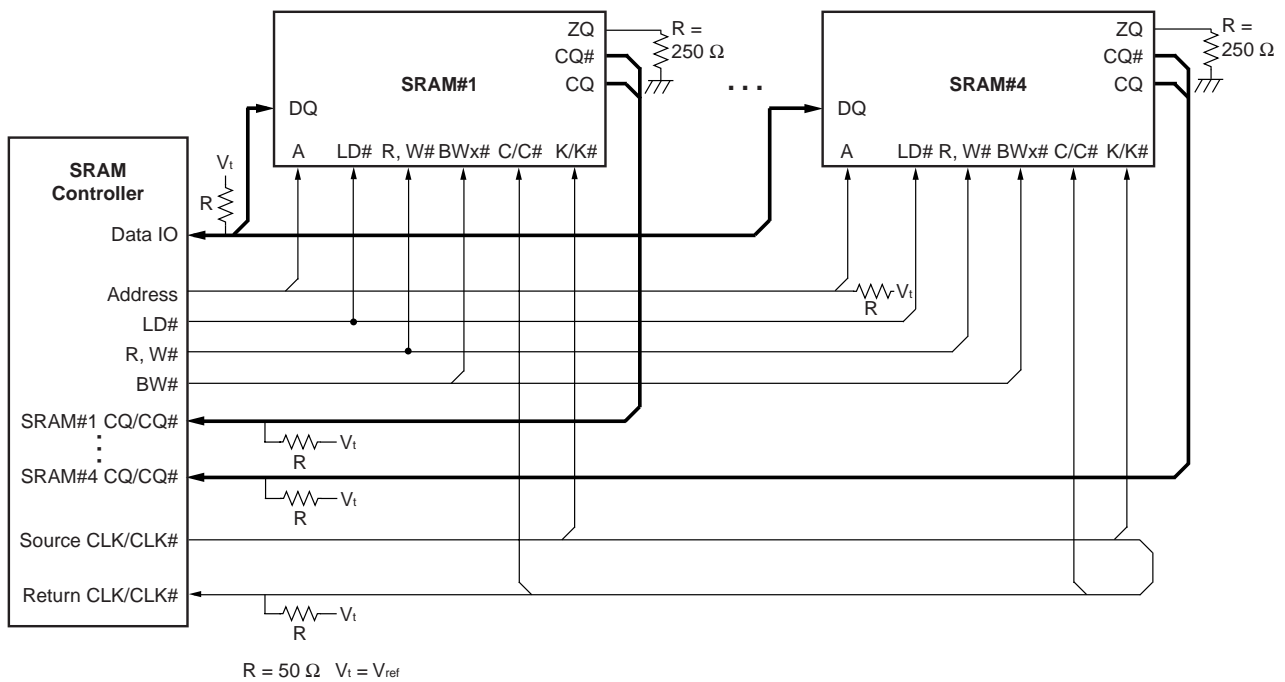 ZQ
CQ#
CQ
SRAM#1
DQ
A LD# R, W# BWx# C/C# K/K#
R =
250 Ω
...
ZQ
CQ#
CQ
SRAM#4
DQ
A LD# R, W# BWx# C/C# K/K#
R =
250 Ω
SRAM
Controller
Vt
R
Data IO
Address
R
Vt
LD#
R, W#
BW#
SRAM#1 CQ/CQ#
R
Vt
SRAM#4 CQ/CQ#
R
Vt
Source CLK/CLK#
Return CLK/CLK#
R
Vt
R = 50 Ω Vt = Vref